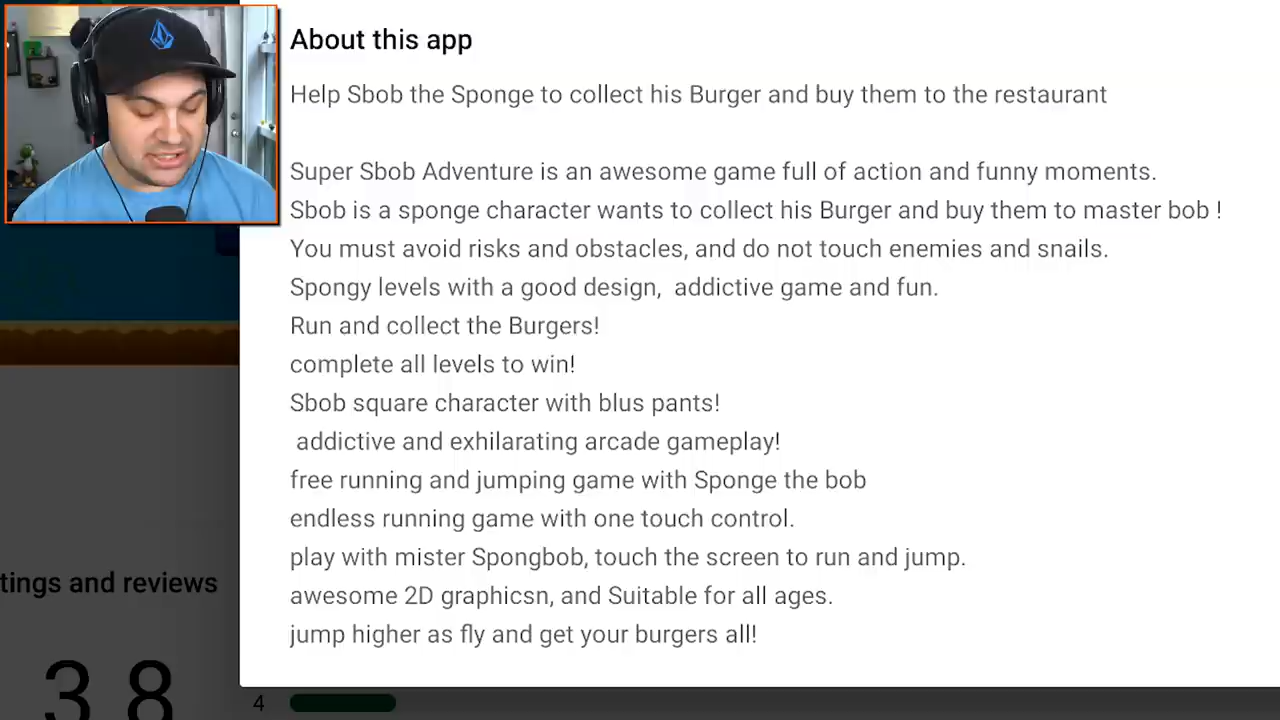 About this app
Help Sbob the Sponge to collect his Burger and buy them to the restaurant
Super Sbob Adventure is an awesome game full of action and funny moments.
Sbob is a sponge character wants to collect his Burger and buy them to master bob !
You must avoid risks and obstacles, and do not touch enemies and snails.
Spongy levels with a good design,  addictive game and fun.
Run and collect the Burgers!
complete all levels to win!
Sbob square character with blus pants!
addictive and exhilarating arcade gameplay!
free running and jumping game with Sponge the bob
endless running game with one touch control.
play with mister Spongbob, touch the screen to run and jump.
awesome 2D graphicsn, and Suitable for all ages.
jump higher as fly and get your burgers all!
tings and reviews
3.8
4